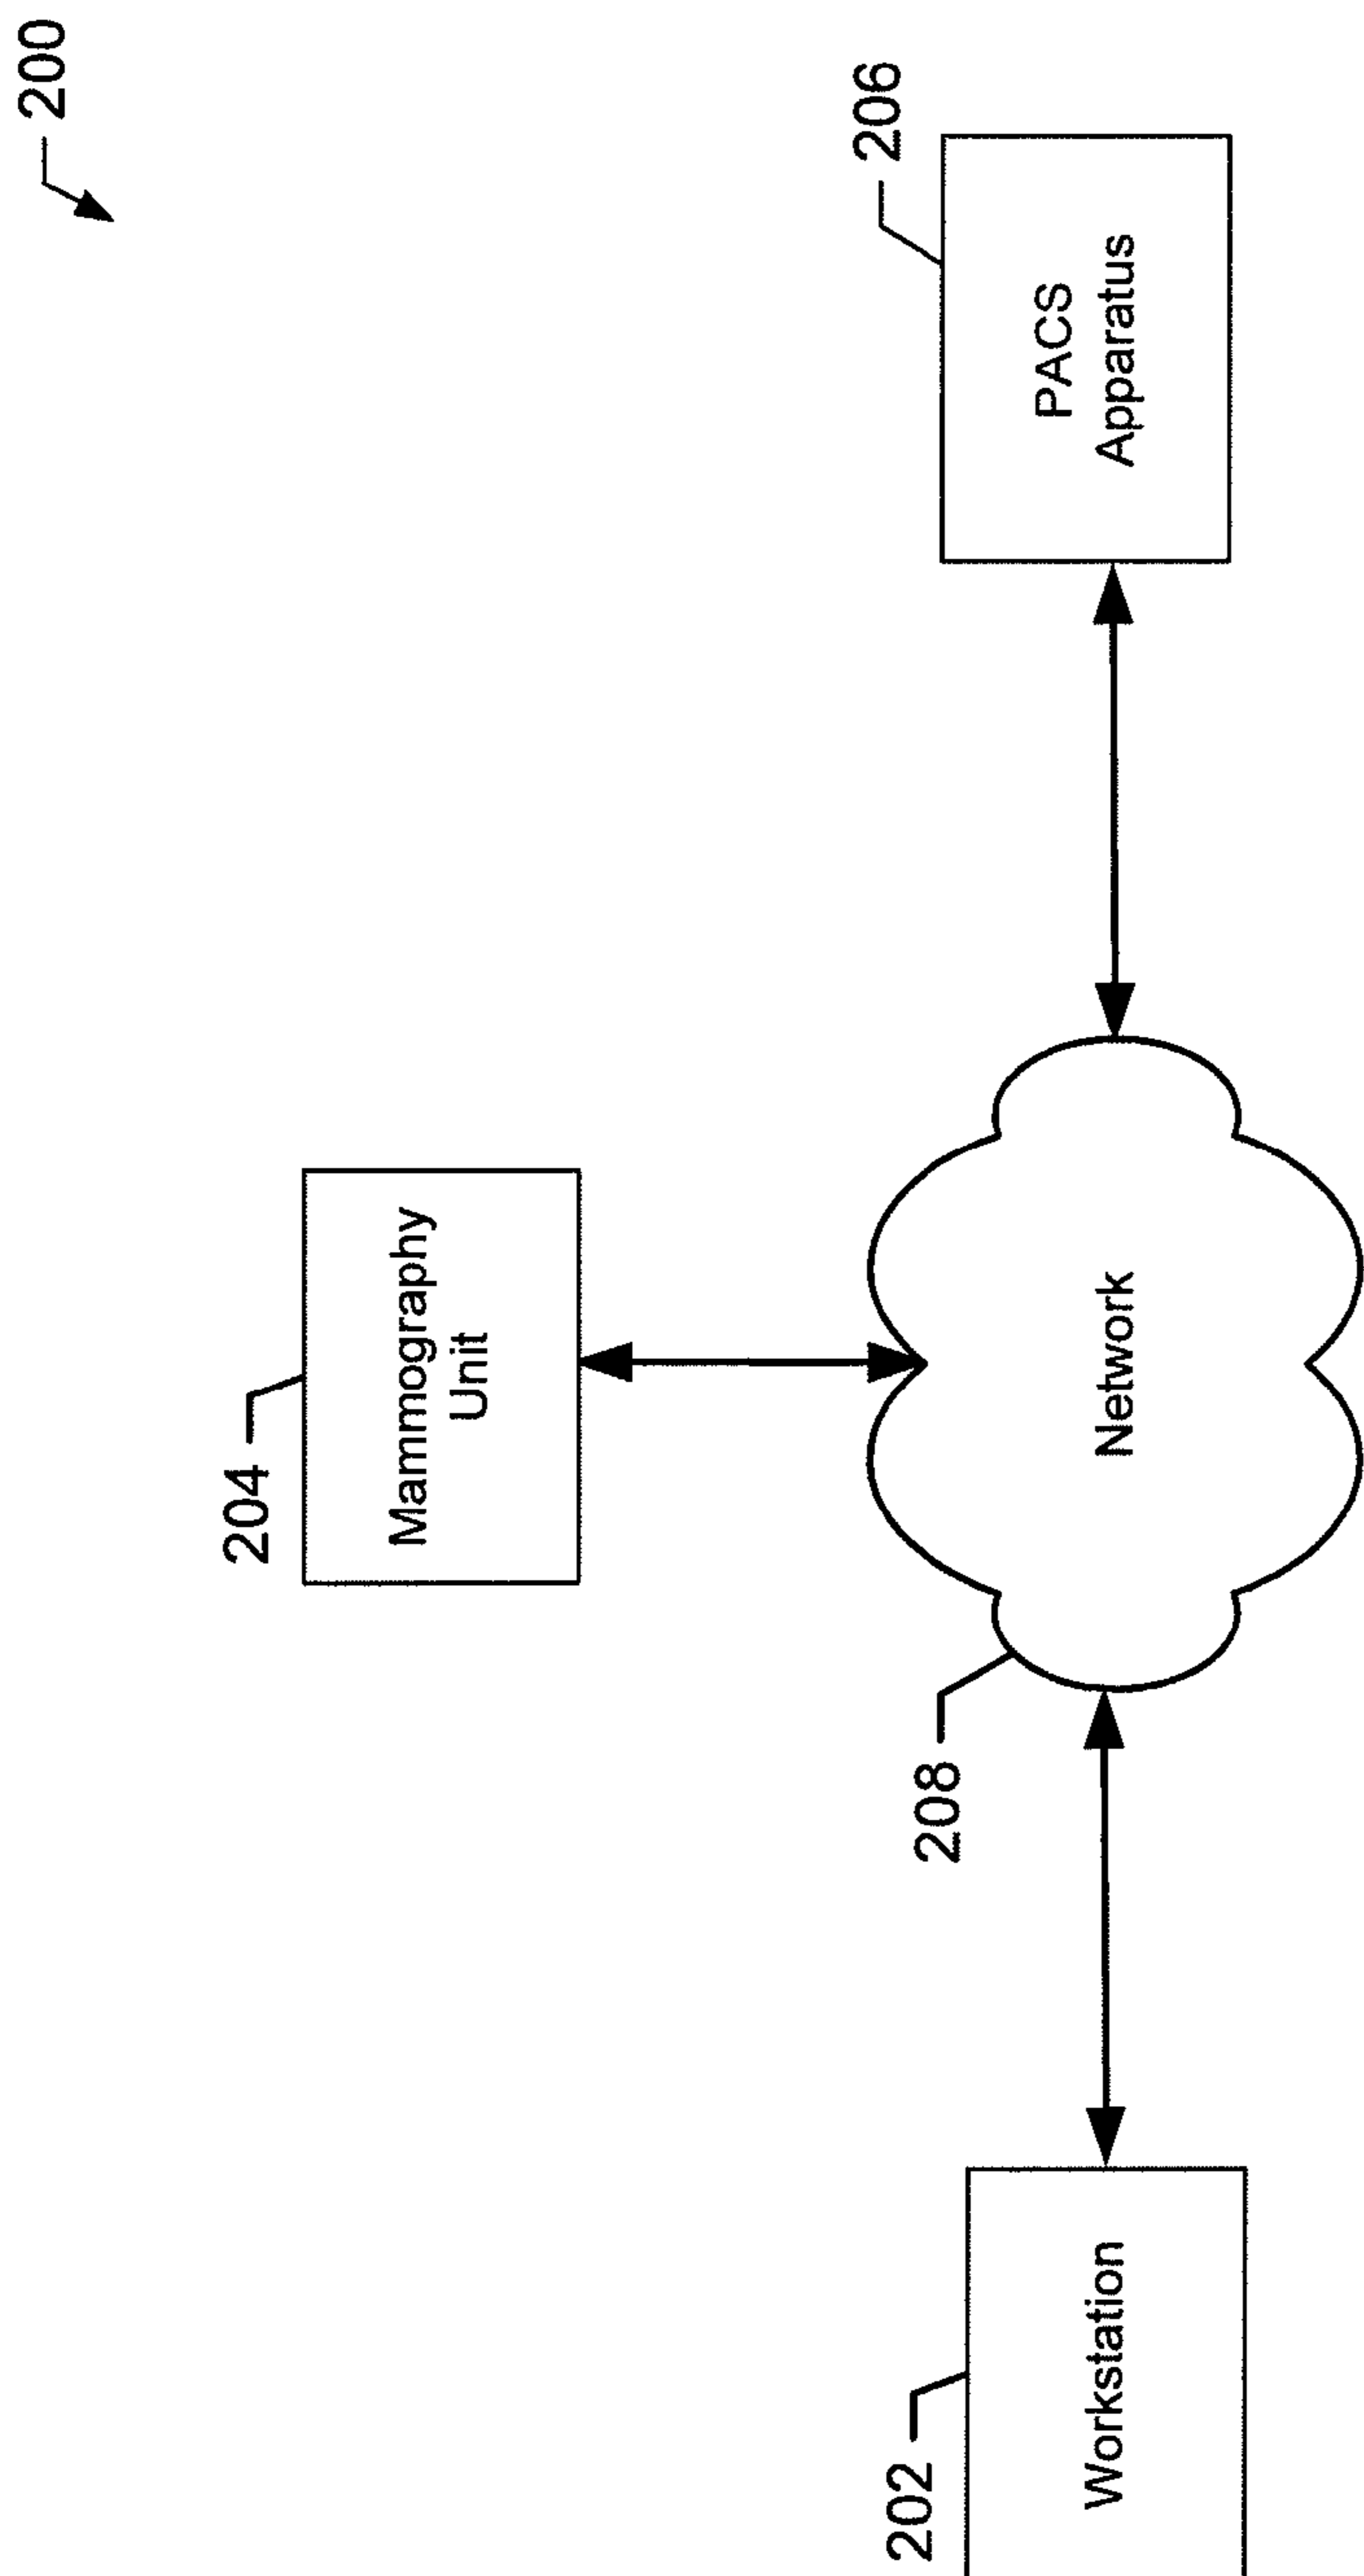 200
204
Mammography
Unit
202
Workstation
208
Network
206
PACS
Apparatus